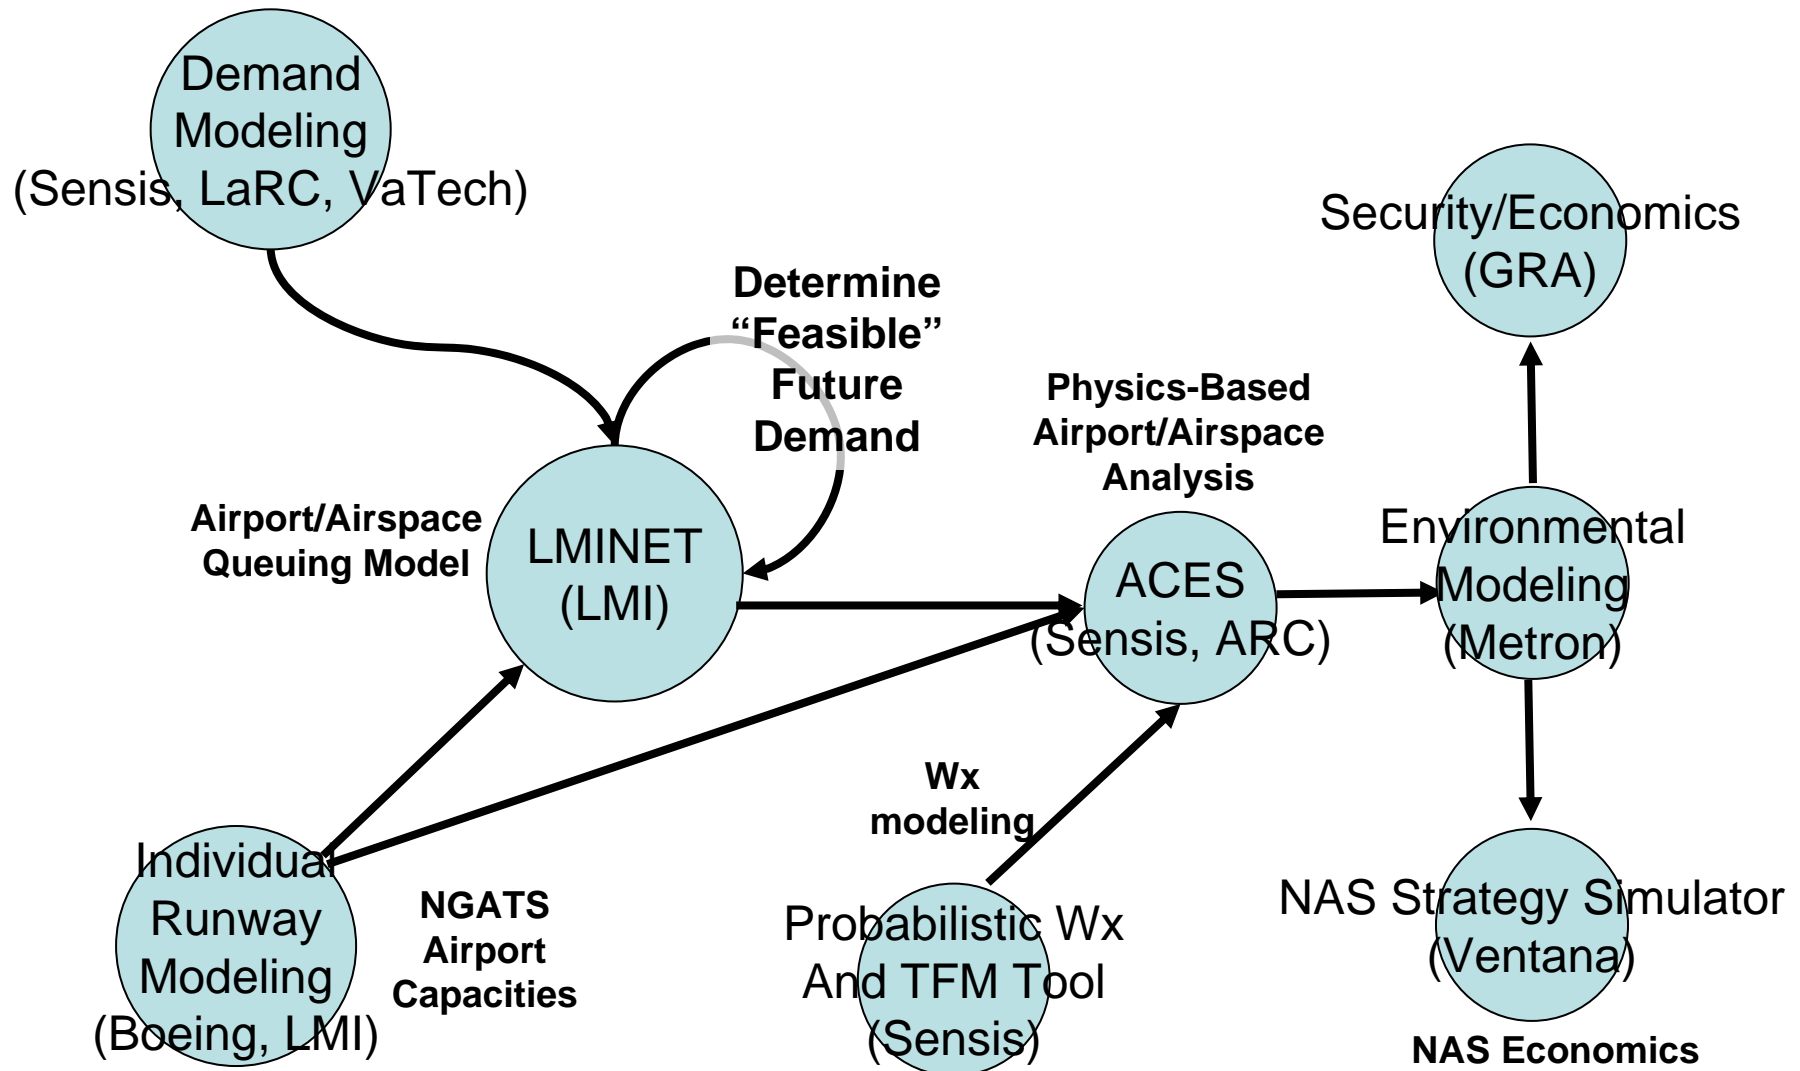 Demand
Modeling
(Sensis, LaRC, VaTech)
Determine
“Feasible”
Future
Demand
Security/Economics
(GRA)
Physics-Based
Airport/Airspace
Analysis
Airport/Airspace
Queuing Model
LMINET
(LMI)
ACES
(Sensis, ARC)
Environmental
Modeling
(Metron)
Wx
modeling
Individual
Runway
Modeling
(Boeing, LMI)
NGATS
Airport
Capacities
Probabilistic Wx
And TFM Tool
(Sensis)
NAS Strategy Simulator
(Ventana)
NAS Economics